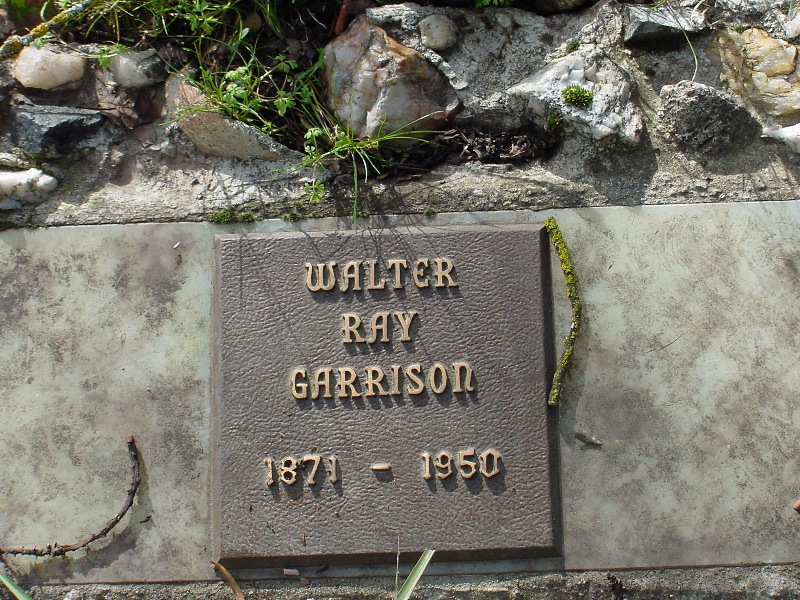 WALTER
RAY
GARRISON
1871 - 1950